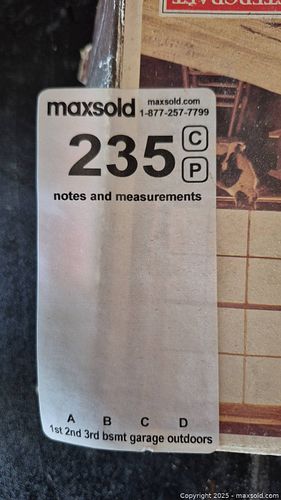 maxsold maxsold.com
1-877-257-7799
235 C
P
notes and measurements
A B C D
1st 2nd 3rd bsmt garage outdoors
Copyright © 2025 - maxsold.com